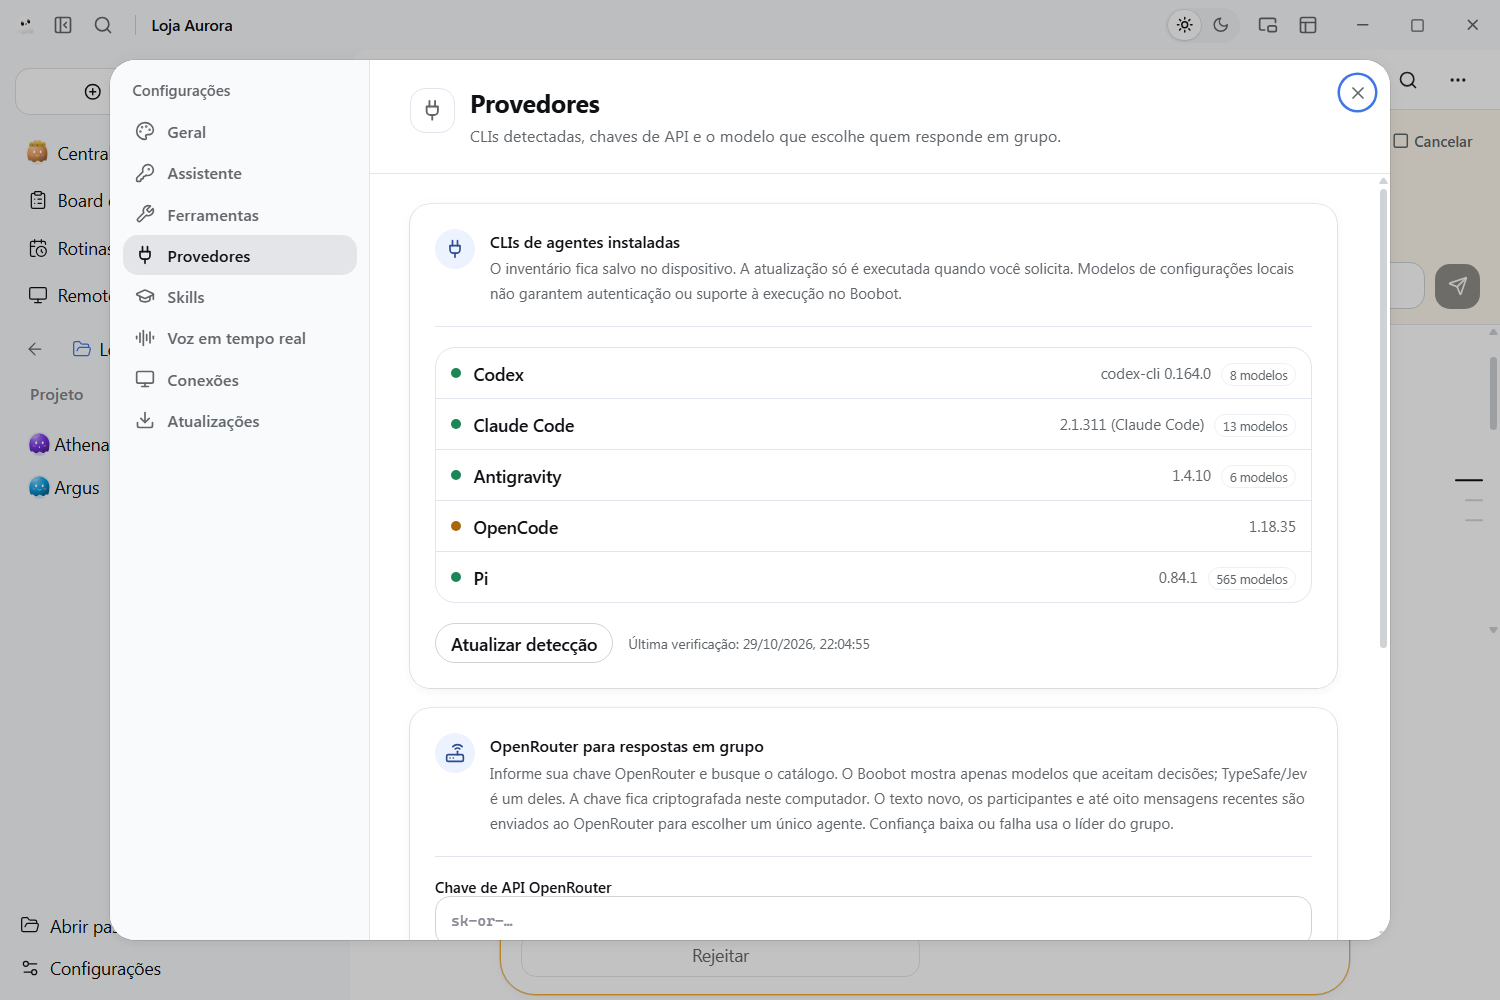 Loja Aurora
Cancelar
Board
Rotinas
Projeto
Athena
Argus
Abrir
Configurações
Rejeitar
Configurações
Geral
Assistente
Ferramentas
Provedores
Skills
Voz em tempo real
Conexões
Atualizações
Provedores
CLIs detectadas, chaves de API e o modelo que escolhe quem responde em grupo.
CLIs de agentes instaladas
O inventário fica salvo no dispositivo. A atualização só é executada quando você solicita. Modelos de configurações locais
não garantem autenticação ou suporte à execução no Boobot.
Codex codex-cli 0.164.0 8 modelos
Claude Code 2.1.311 (Claude Code) 13 modelos
Antigravity 1.4.10 6 modelos
OpenCode 1.18.35
Pi 0.84.1 565 modelos
Atualizar detecção Última verificação: 29/10/2026, 22:04:55
OpenRouter para respostas em grupo
Informe sua chave OpenRouter e busque o catálogo. O Boobot mostra apenas modelos que aceitam decisões; TypeSafe/Jev
é um deles. A chave fica criptografada neste computador. O texto novo, os participantes e até oito mensagens recentes são
enviados ao OpenRouter para escolher um único agente. Confiança baixa ou falha usa o líder do grupo.
Chave de API OpenRouter
sk-or-…